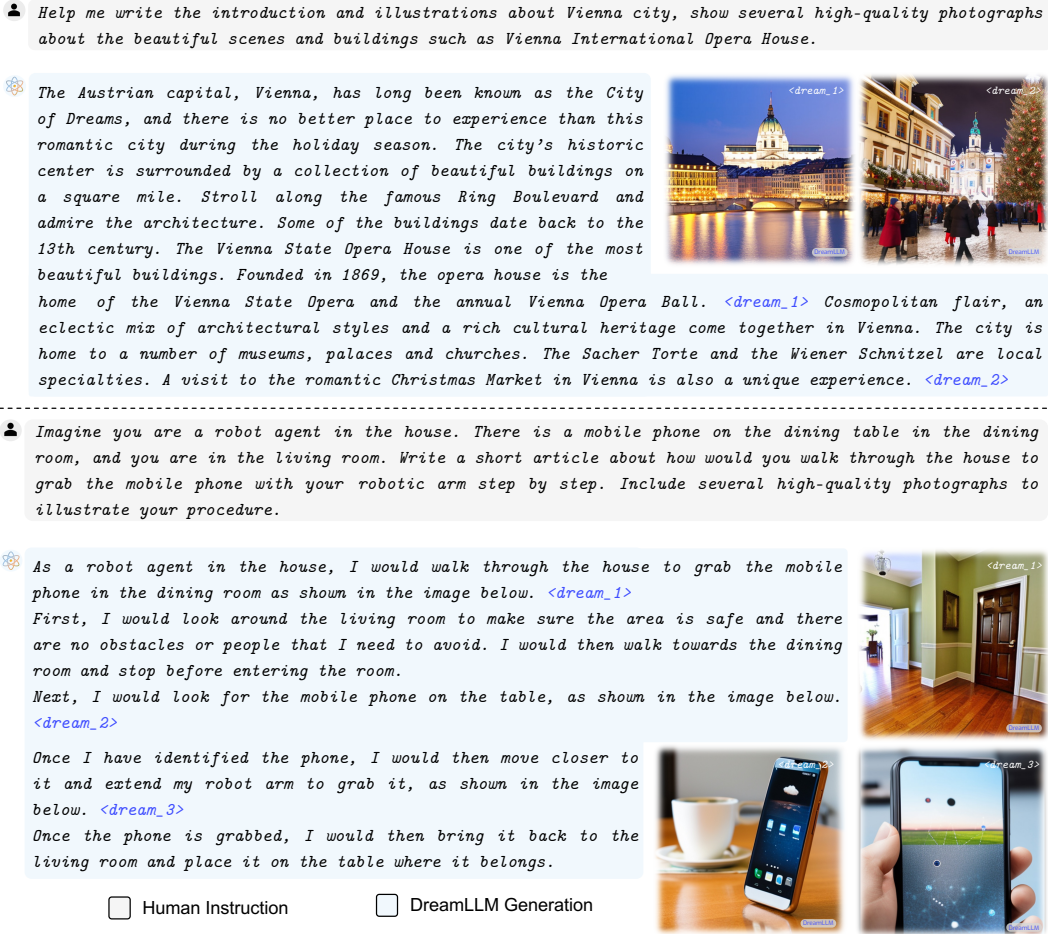 Help me write the introduction and illustrations about Vienna city, show several high-quality photographs
about the beautiful scenes and buildings such as Vienna International Opera House.
The Austrian capital, Vienna, has long been known as the City
of Dreams, and there is no better place to experience than this
romantic city during the holiday season. The city's historic
center is surrounded by a collection of beautiful buildings on
a square mile. Stroll along the famous Ring Boulevard and
admire the architecture. Some of the buildings date back to the
13th century. The Vienna State Opera House is one of the most
beautiful buildings. Founded in 1869, the opera house is the
home of the Vienna State Opera and the annual Vienna Opera Ball. <dream_1> Cosmopolitan flair, an
eclectic mix of architectural styles and a rich cultural heritage come together in Vienna. The city is
home to a number of museums, palaces and churches. The Sacher Torte and the Wiener Schnitzel are local
specialties. A visit to the romantic Christmas Market in Vienna is also a unique experience. <dream_2>
<dream_1>
DreamLLM
<dream_2>
DreamLLM
Imagine you are a robot agent in the house. There is a mobile phone on the dining table in the dining
room, and you are in the living room. Write a short article about how would you walk through the house to
grab the mobile phone with your robotic arm step by step. Include several high-quality photographs to
illustrate your procedure.
As a robot agent in the house, I would walk through the house to grab the mobile
phone in the dining room as shown in the image below. <dream_1>
First, I would look around the living room to make sure the area is safe and there
are no obstacles or people that I need to avoid. I would then walk towards the dining
room and stop before entering the room.
Next, I would look for the mobile phone on the table, as shown in the image below.
<dream_2>
Once I have identified the phone, I would then move closer to
it and extend my robot arm to grab it, as shown in the image
below. <dream_3>
Once the phone is grabbed, I would then bring it back to the
living room and place it on the table where it belongs.
<dream_1>
DreamLLM
<dream_2>
DreamLLM
<dream_3>
DreamLLM
Human Instruction
DreamLLM Generation